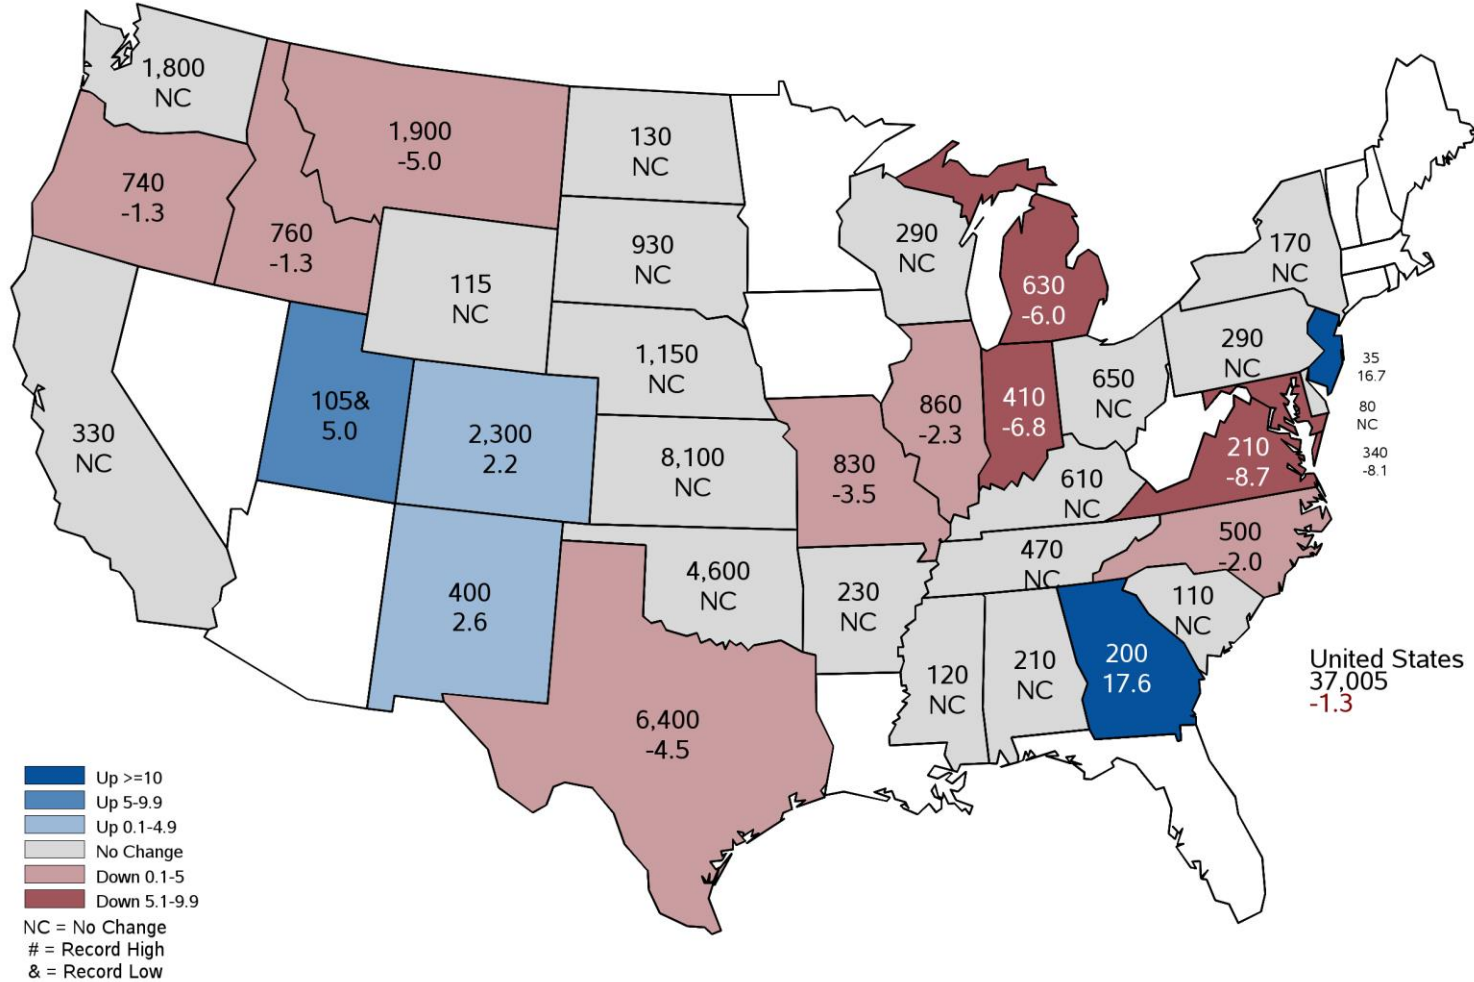 1,800
NC
1,900
-5.0
130
NC
740
-1.3
760
-1.3
930
NC
290
NC
170
NC
115
NC
630
-6.0
1,150
NC
290
NC
35
16.7
80
NC
340
-8.1
105&
5.0
2,300
2.2
330
NC
8,100
NC
830
-3.5
860
-2.3
410
-6.8
650
NC
210
-8.7
610
NC
500
-2.0
470
NC
400
2.6
4,600
NC
230
NC
110
NC
120
NC
210
NC
200
17.6
6,400
-4.5
United States
37,005
-1.3
Up >=10
Up 5-9.9
Up 0.1-4.9
No Change
Down 0.1-5
Down 5.1-9.9
NC = No Change
# = Record High
& = Record Low